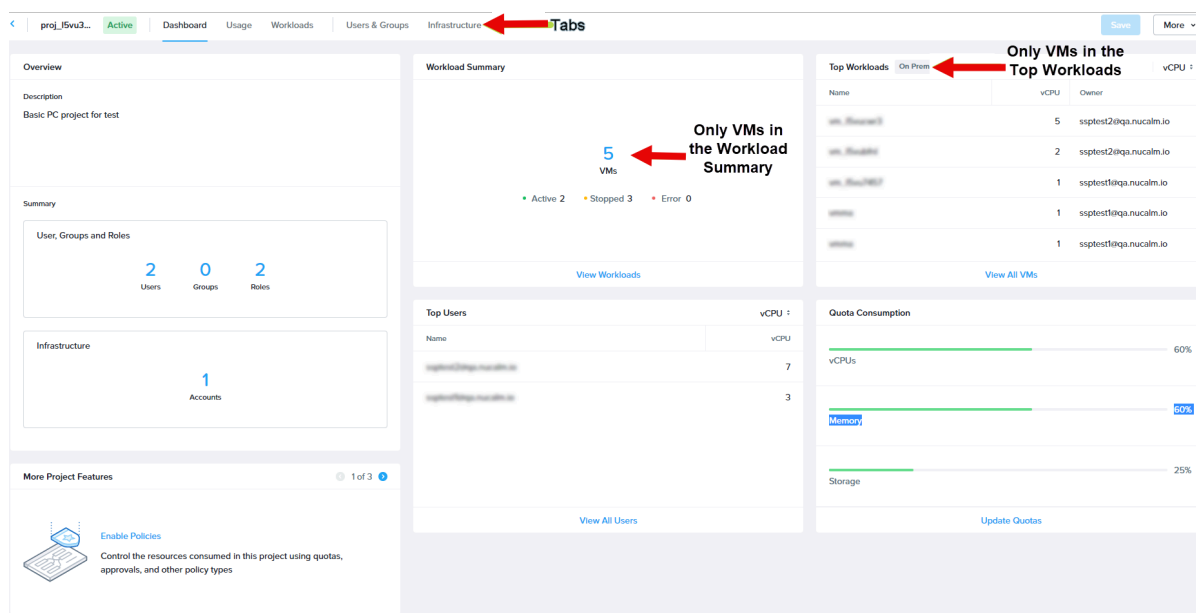 proj_l5vu3... Active Dashboard Usage Workloads Users & Groups Infrastructure Tabs Save More
Overview
Description
Basic PC project for test
Summary
User, Groups and Roles
2 0 2
Users Groups Roles
Infrastructure
1
Accounts
More Project Features 1 of 3
Enable Policies
Control the resources consumed in this project using quotas,
approvals, and other policy types
Workload Summary
5
VMs
Only VMs in
the Workload
Summary
Active 2 Stopped 3 Error 0
View Workloads
Top Users vCPU
Name vCPU
7
3
View All Users
Only VMs in the
Top Workloads
Top Workloads On Prem vCPU
Name vCPU Owner
5 ssptest2@qa.nucalm.io
2 ssptest2@qa.nucalm.io
1 ssptest1@qa.nucalm.io
1 ssptest1@qa.nucalm.io
1 ssptest1@qa.nucalm.io
View All VMs
Quota Consumption
60%
vCPUs
60%
Memory
25%
Storage
Update Quotas